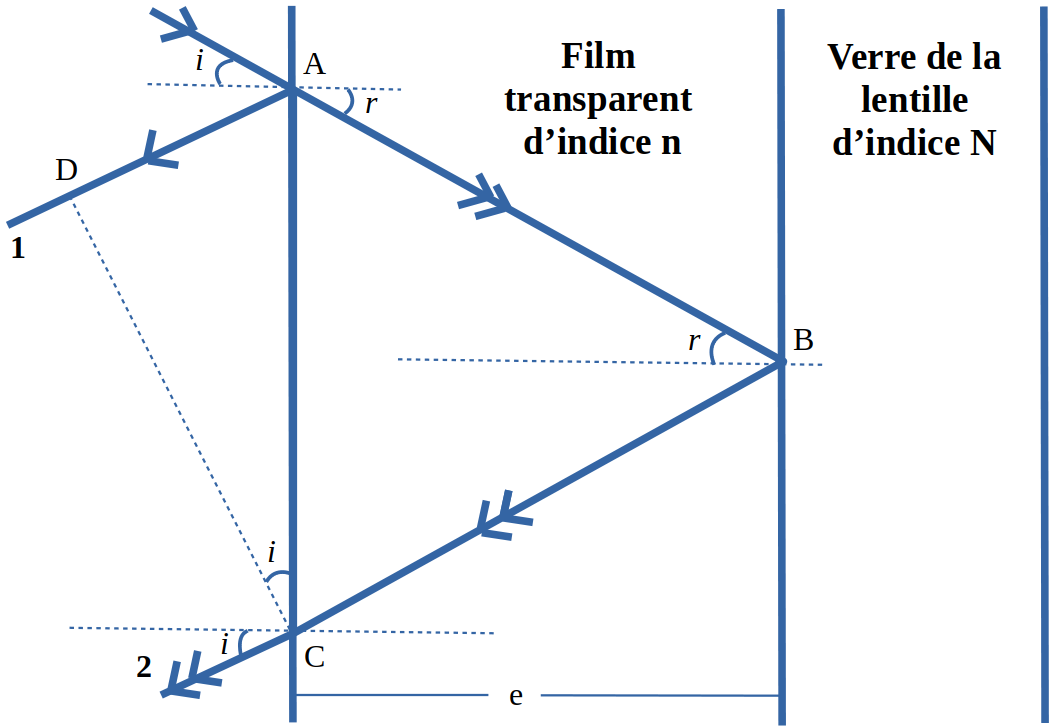 i
A
r
Film
transparent
d’indice n
Verre de la
lentille
d’indice N
D
1
r
B
i
i
C
2
e